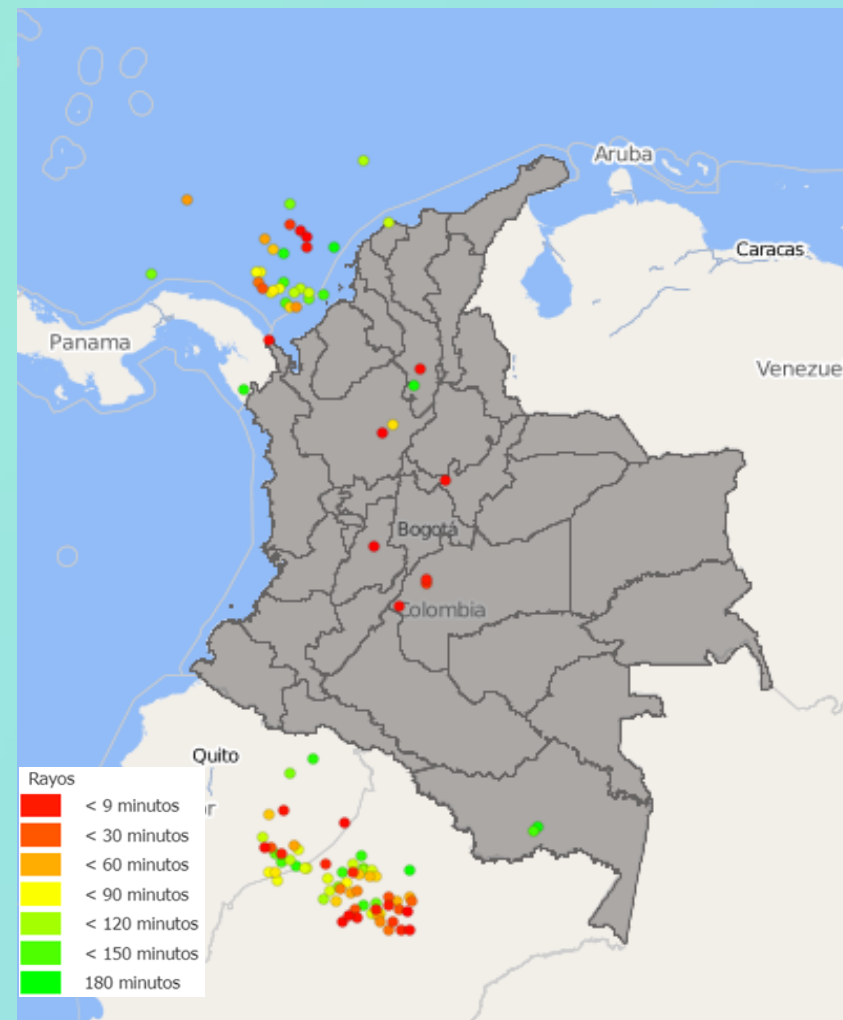 Aruba
Caracas
Panama
Venezue
Bogotá
Colombia
Quito
or
Rayos
< 9 minutos
< 30 minutos
< 60 minutos
< 90 minutos
< 120 minutos
< 150 minutos
180 minutos